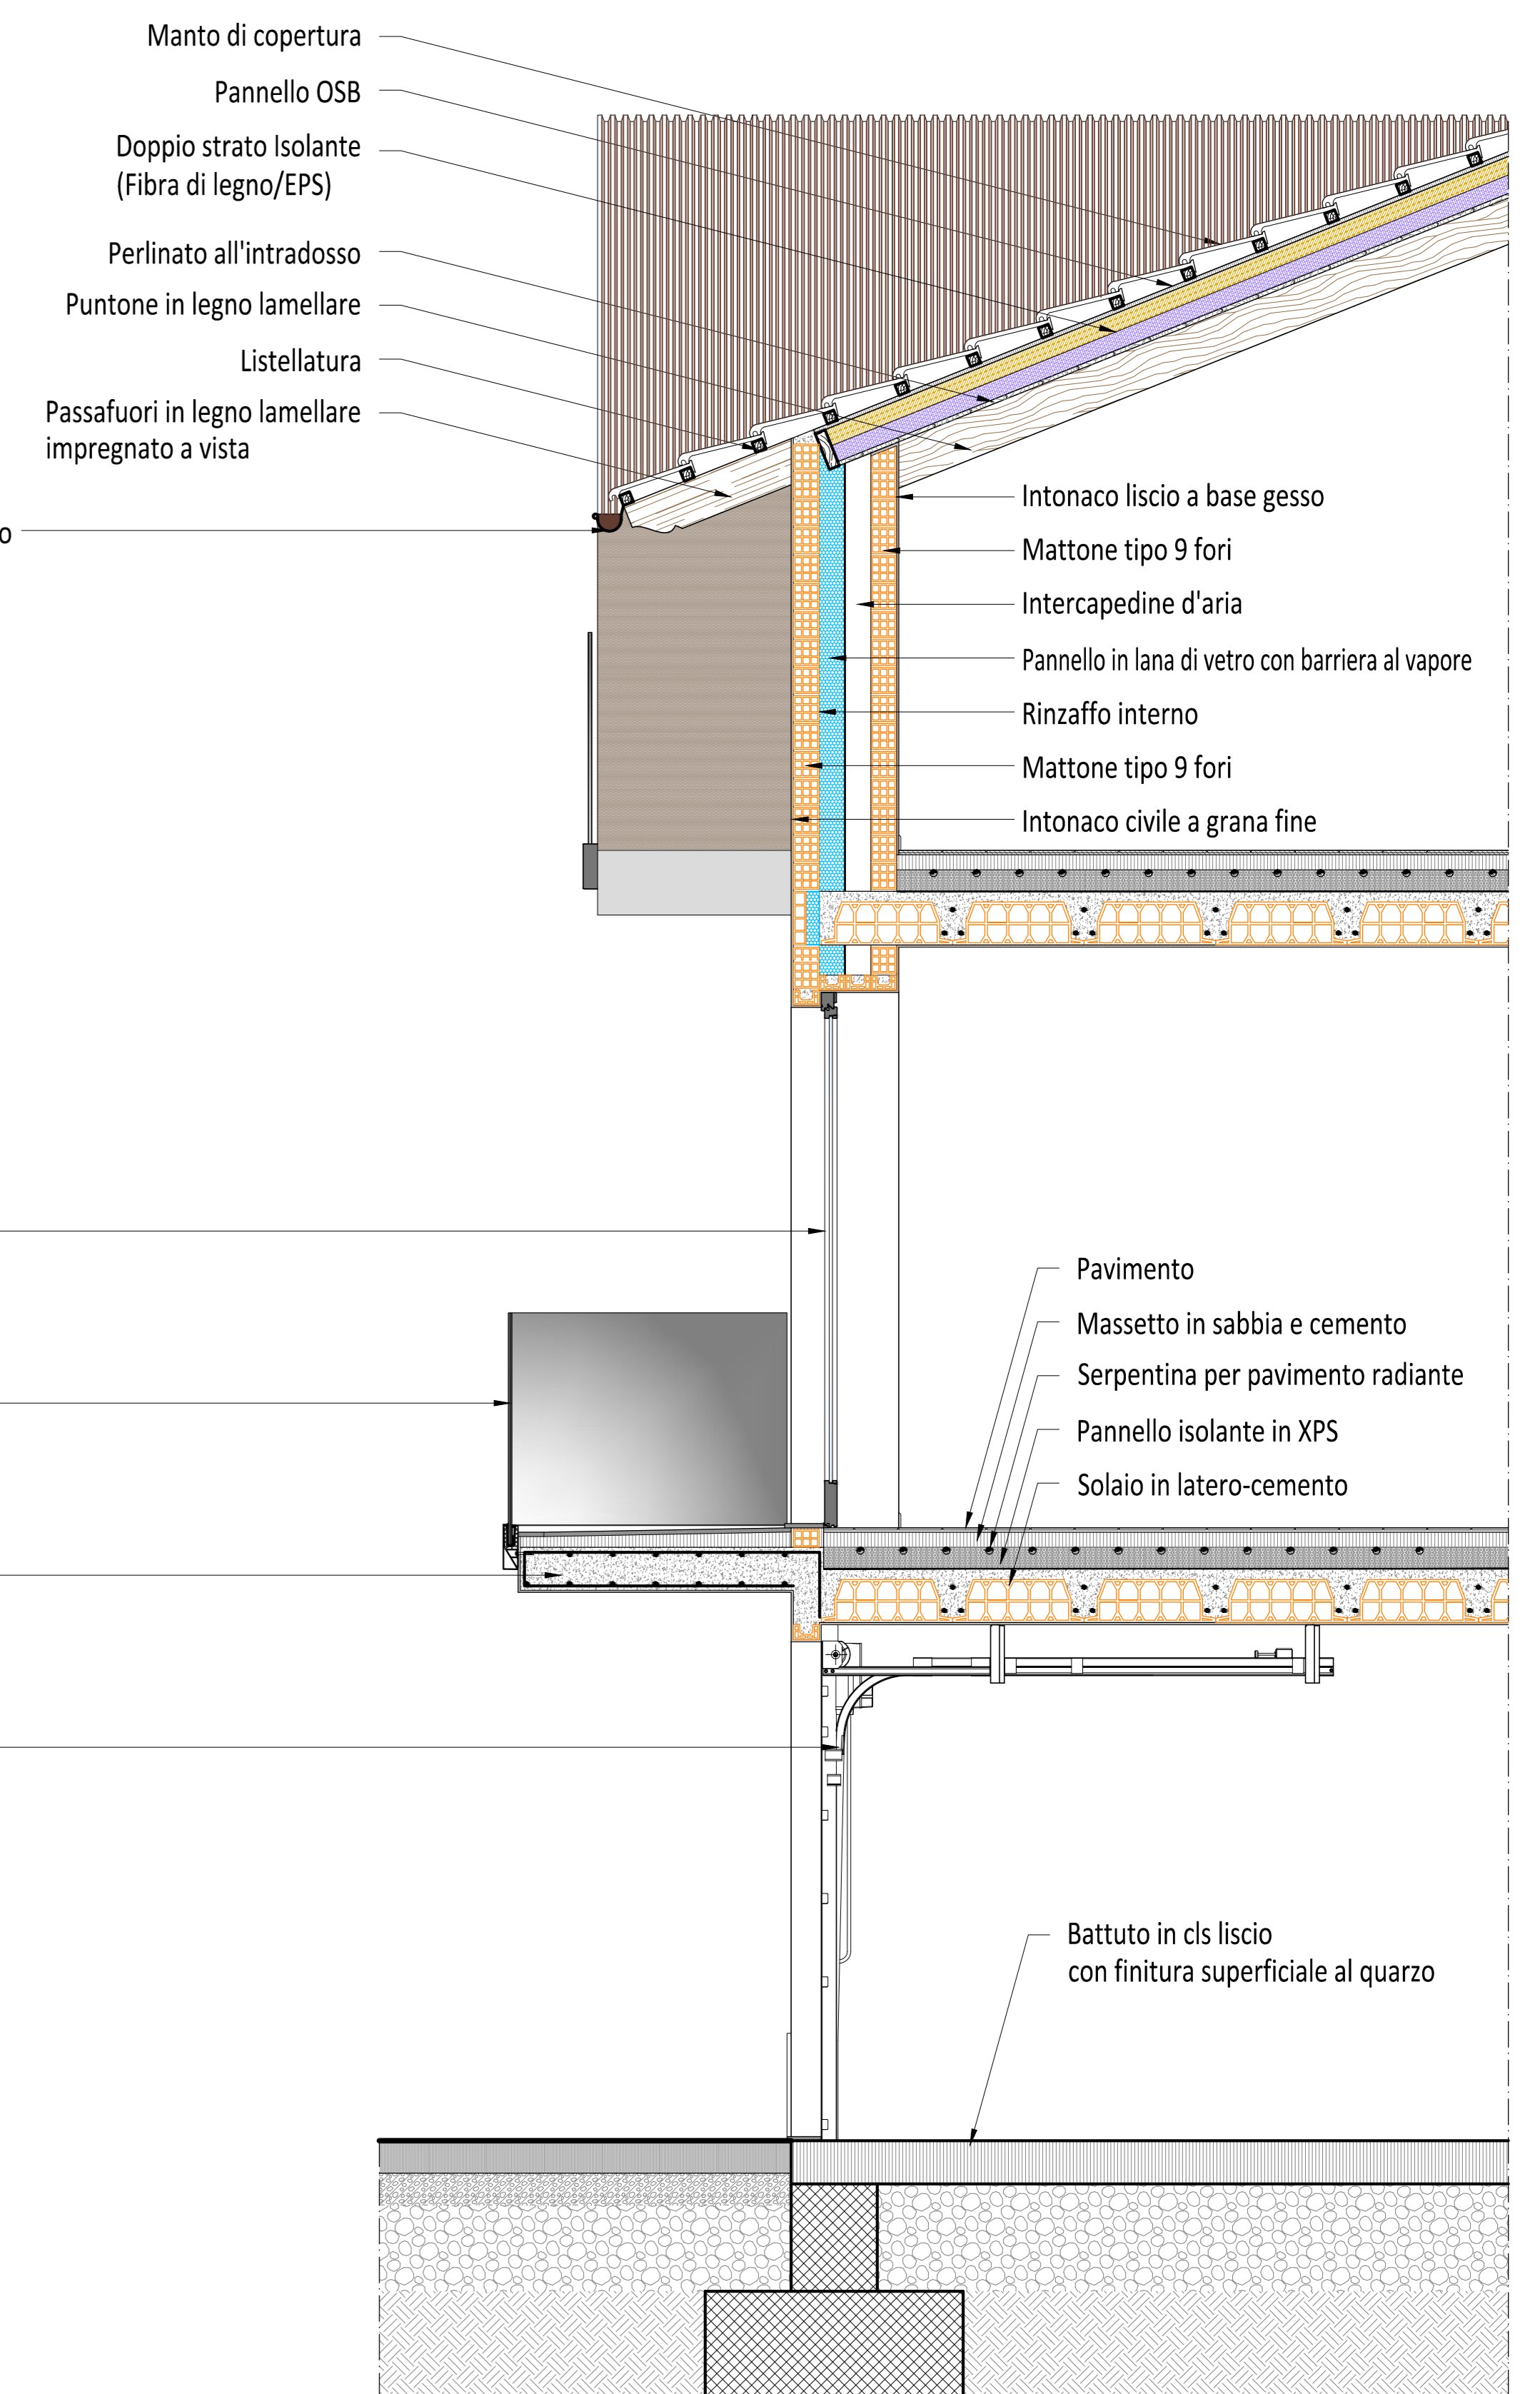 Manto di copertura
Pannello OSB
Doppio strato Isolante
(Fibra di legno/EPS)
Perlinato all'intradosso
Puntone in legno lamellare
Listellatura
Passafuori in legno lamellare
impregnato a vista
o
Intonaco liscio a base gesso
Mattone tipo 9 fori
Intercapedine d'aria
Pannello in lana di vetro con barriera al vapore
Rinzaffo interno
Mattone tipo 9 fori
Intonaco civile a grana fine
Pavimento
Massetto in sabbia e cemento
Serpentina per pavimento radiante
Pannello isolante in XPS
Solaio in latero-cemento
Battuto in cls liscio
con finitura superficiale al quarzo